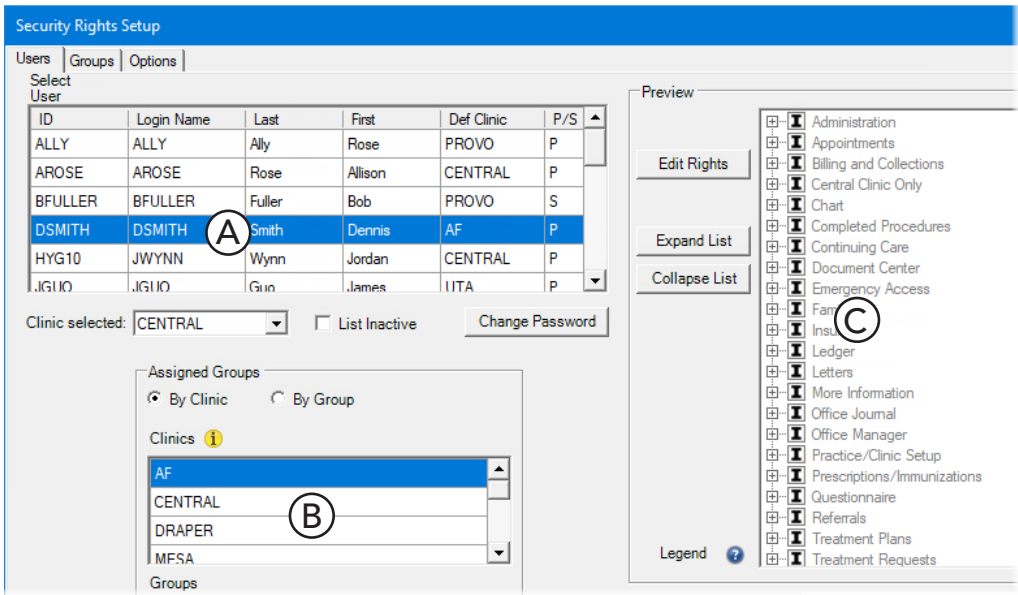 Security Rights Setup
Users Groups Options
Select
User
ID Login Name Last First Def Clinic P/S
ALLY ALLY Ally Rose PROVO P
AROSE AROSE Rose Allison CENTRAL P
BFULLER BFULLER Fuller Bob PROVO S
DSMITH DSMITH A Smith Dennis AF P
HYG10 JWYNN Wynn Jordan CENTRAL P
JGUO JGUO Guo James UTA P
Clinic selected: CENTRAL List Inactive Change Password
Assigned Groups
By Clinic By Group
Clinics
AF
CENTRAL
B
DRAPER
MESA
Groups
Preview
Edit Rights
Expand List
Collapse List
Legend
Administration
Appointments
Billing and Collections
Central Clinic Only
Chart
Completed Procedures
Continuing Care
Document Center
Emergency Access
C
Ledger
Letters
More Information
Office Journal
Office Manager
Practice/Clinic Setup
Prescriptions/Immunizations
Questionnaire
Referrals
Treatment Plans
Treatment Requests